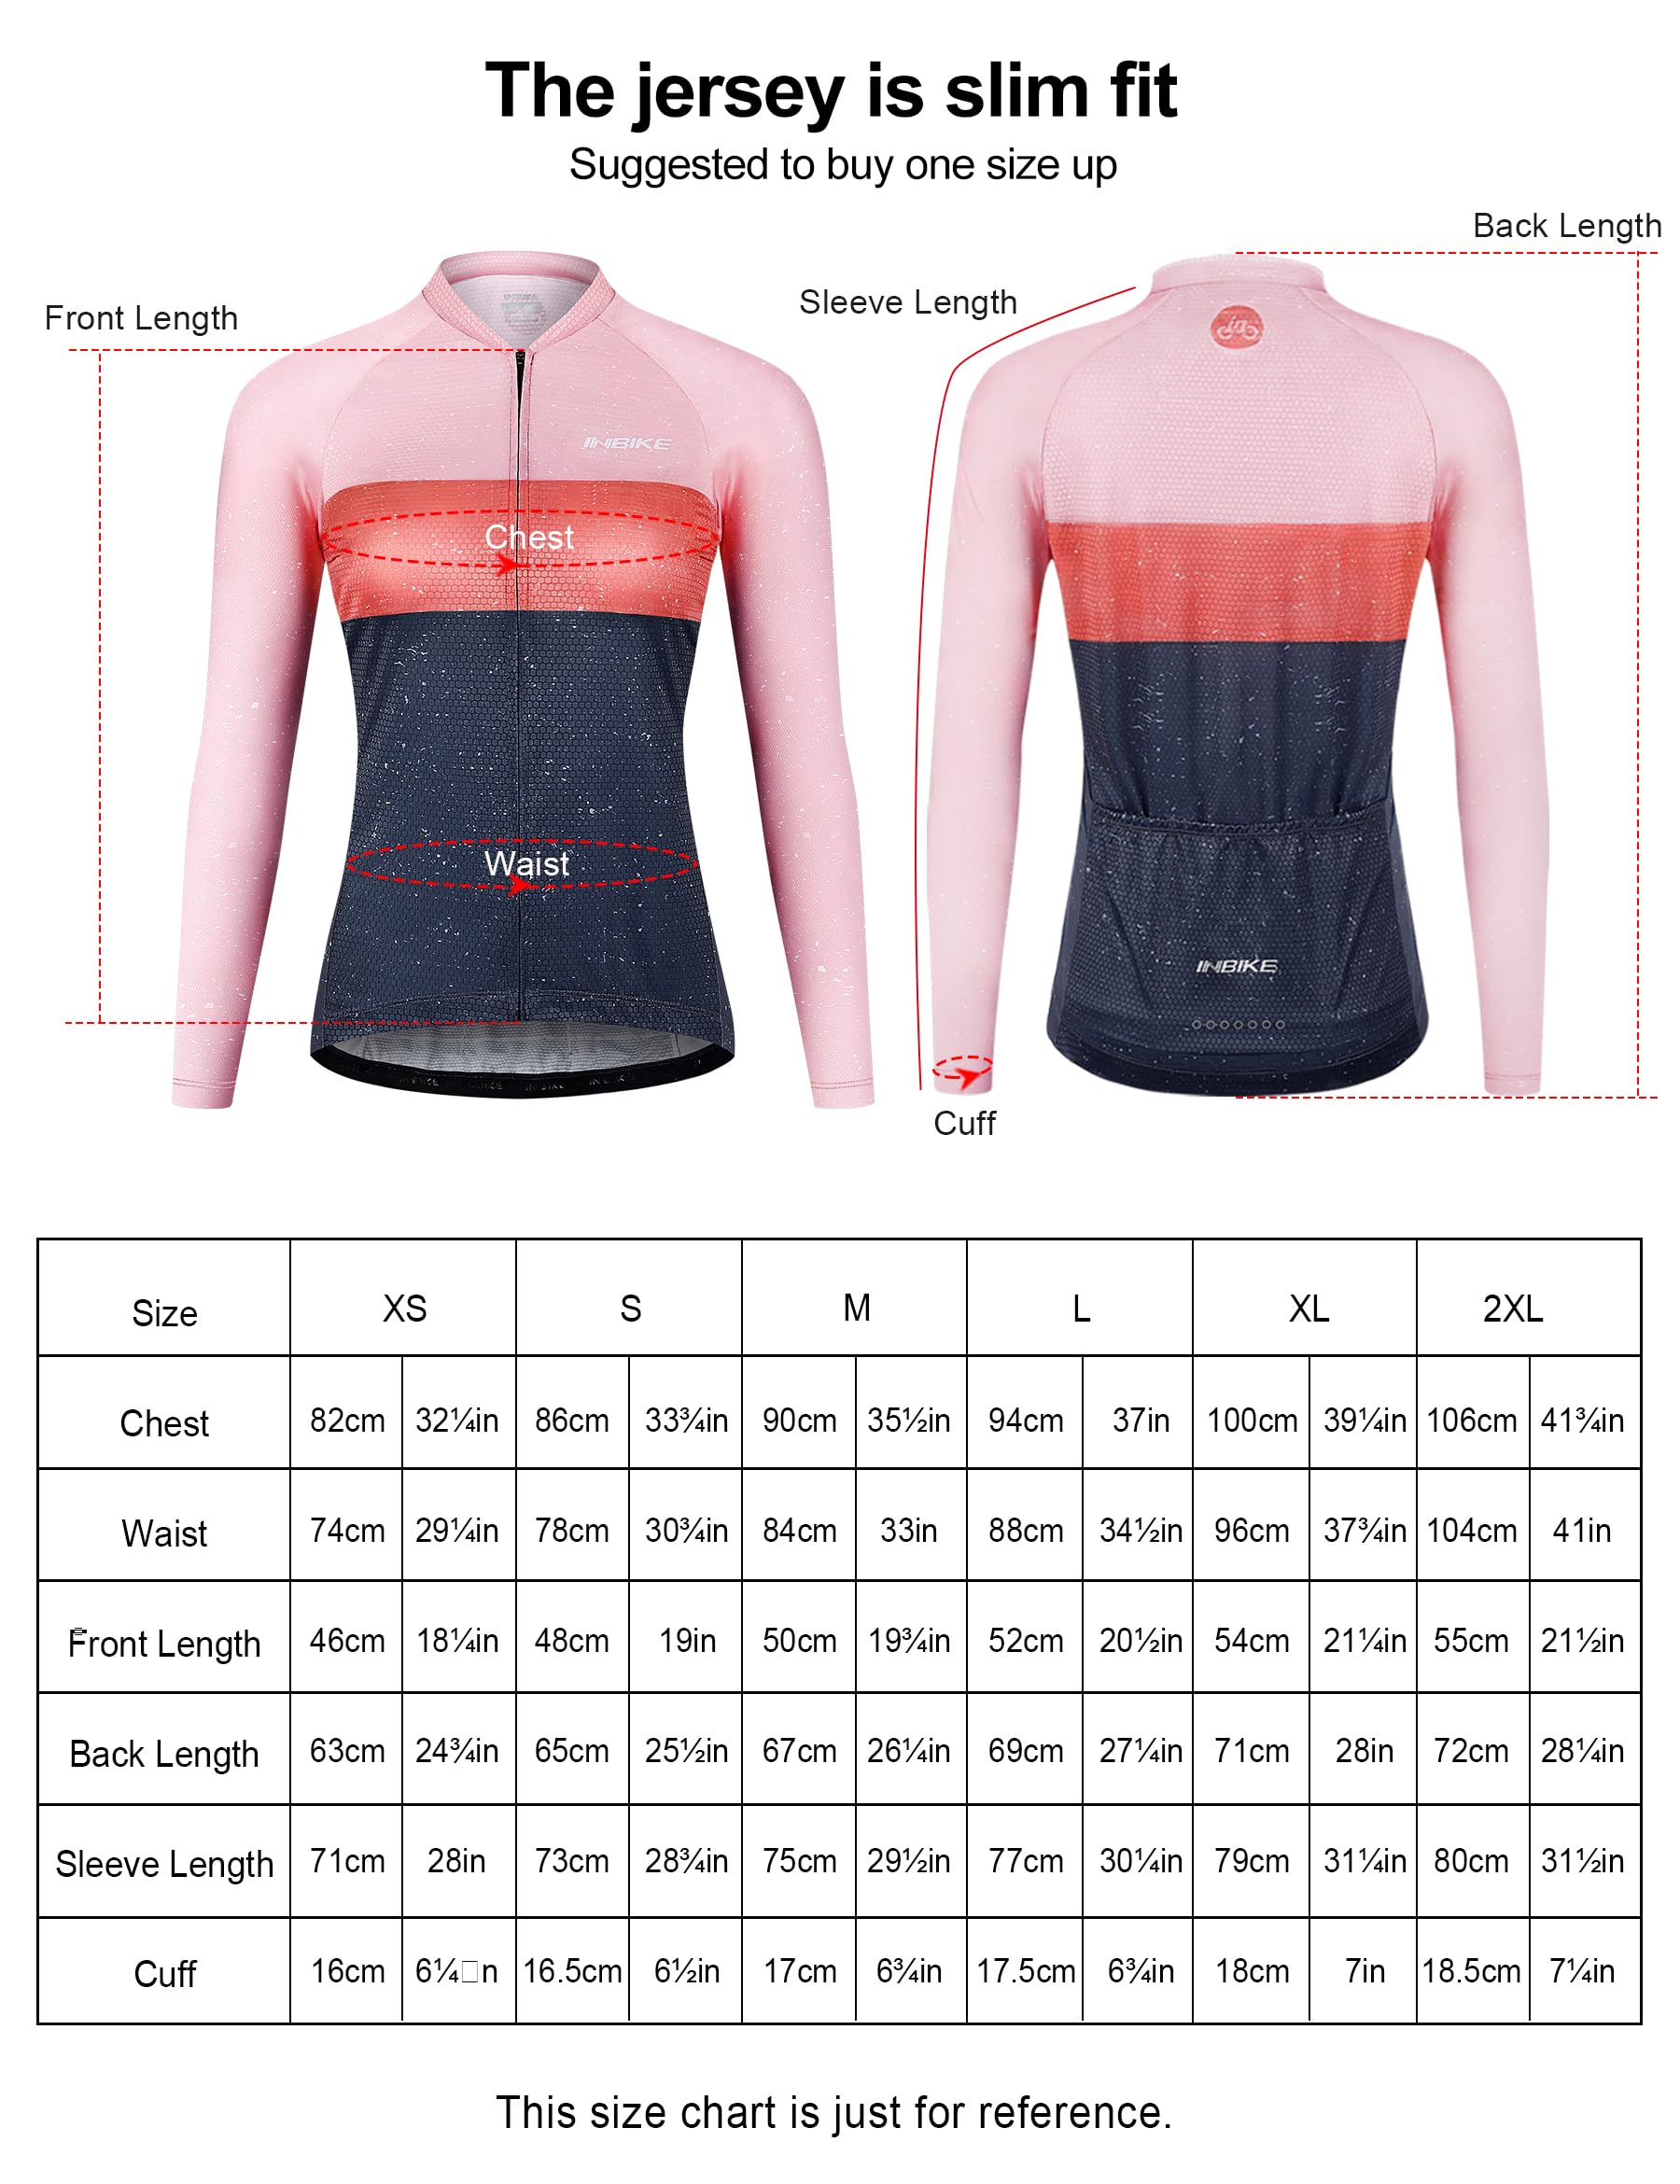 The jersey is slim fit
Suggested to buy one size up
Back Length
Sleeve Length
Front Length
INBIKE
Chest
Waist
INBIKE
Cuff
Size XS S M L XL 2XL
Chest 82cm 32¼in 86cm 33¾in 90cm 35½in 94cm 37in 100cm 39¼in 106cm 41¾in
Waist 74cm 29¼in 78cm 30¾in 84cm 33in 88cm 34½in 96cm 37¾in 104cm 41in
Front Length 46cm 18¼in 48cm 19in 50cm 19¾in 52cm 20½in 54cm 21¼in 55cm 21½in
Back Length 63cm 24¾in 65cm 25½in 67cm 26¼in 69cm 27¼in 71cm 28in 72cm 28¼in
Sleeve Length 71cm 28in 73cm 28¾in 75cm 29½in 77cm 30¼in 79cm 31¼in 80cm 31½in
Cuff 16cm 6¼□n 16.5cm 6½in 17cm 6¾in 17.5cm 6¾in 18cm 7in 18.5cm 7¼in
This size chart is just for reference.